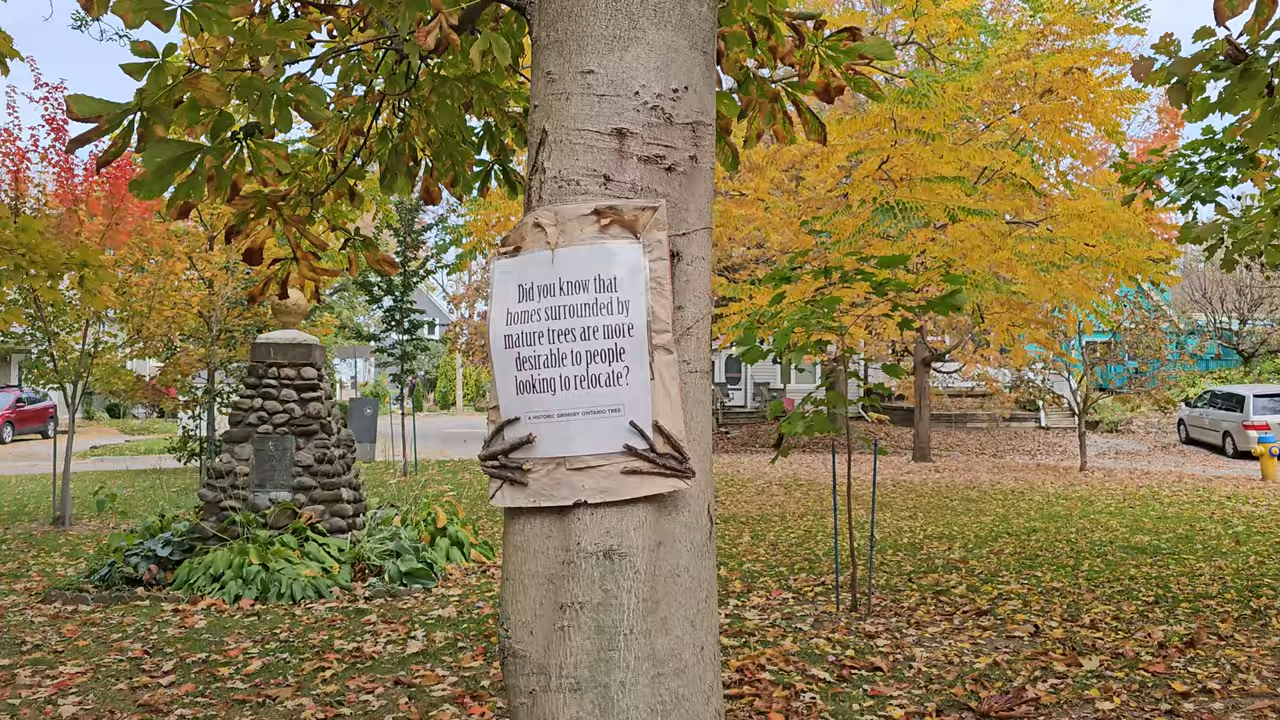 Did you know that
homes surrounded by
mature trees are more
desirable to people
looking to relocate?
A HISTORIC GRIMSBY ONTARIO TREE